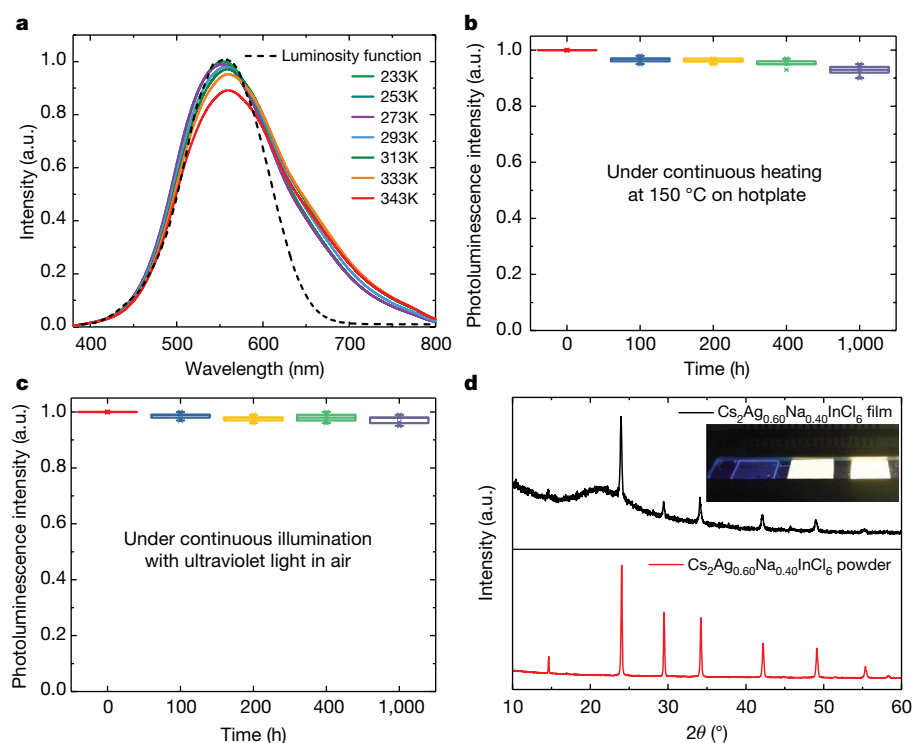 a
Intensity (a.u.)
1.0
0.8
0.6
0.4
0.2
0.0
400
500
600
700
800
Wavelength (nm)
Luminosity function
233K
253K
273K
293K
313K
333K
343K
b
Photoluminescence intensity (a.u.)
1.0
0.8
0.6
0.4
0.2
0.0
Under continuous heating
at 150 °C on hotplate
0
100
200
400
1,000
Time (h)
c
Photoluminescence intensity (a.u.)
1.0
0.8
0.6
0.4
0.2
0.0
Under continuous illumination
with ultraviolet light in air
0
100
200
400
1,000
Time (h)
d
Intensity (a.u.)
Cs₂Ag₀.₆₀Na₀.₄₀InCl₆ film
Cs₂Ag₀.₆₀Na₀.₄₀InCl₆ powder
10
20
30
40
50
60
2θ (°)